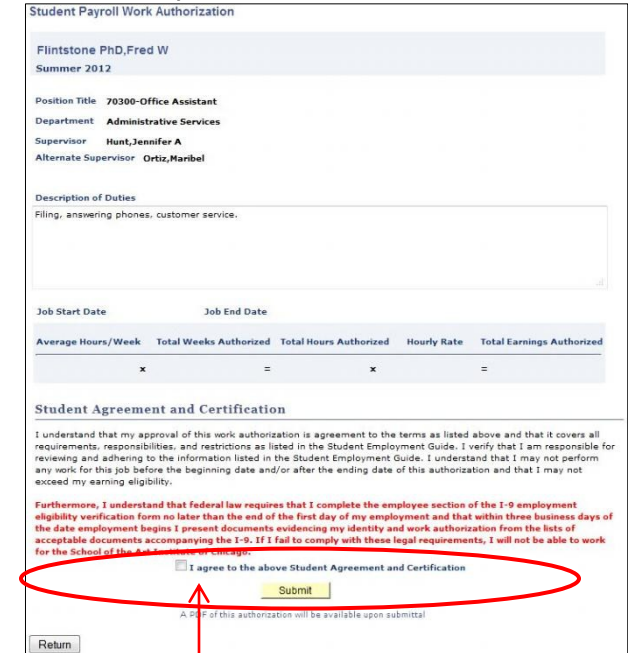 Student Payroll Work Authorization
Flintstone PhD,Fred W
Summer 2012
Position Title 70300-Office Assistant
Department Administrative Services
Supervisor Hunt,Jennifer A
Alternate Supervisor Ortiz,Maribel
Description of Duties
Filing, answering phones, customer service.
Job Start Date Job End Date
Average Hours/Week Total Weeks Authorized Total Hours Authorized Hourly Rate Total Earnings Authorized
x = x =
Student Agreement and Certification
I understand that my approval of this work authorization is agreement to the terms as listed above and that it covers all
requirements, responsibilities, and restrictions as listed in the Student Employment Guide. I verify that I am responsible for
reviewing and adhering to the information listed in the Student Employment Guide. I understand that I may not perform
any work for this job before the beginning date and/or after the ending date of this authorization and that I may not
exceed my earning eligibility.
Furthermore, I understand that federal law requires that I complete the employee section of the I-9 employment
eligibility verification form no later than the end of the first day of my employment and that within three business days of
the date employment begins I present documents evidencing my identity and work authorization from the lists of
acceptable documents accompanying the I-9. If I fail to comply with these legal requirements, I will not be able to work
for the School of the Art Institute of Chicago.
I agree to the above Student Agreement and Certification
Submit
A PDF of this authorization will be available upon submittal
Return